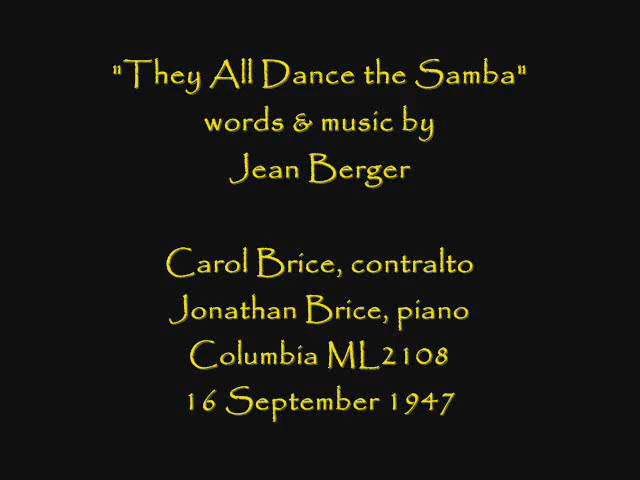 "They All Dance the Samba"
words & music by
Jean Berger
Carol Brice, contralto
Jonathan Brice, piano
Columbia ML2108
16 September 1947